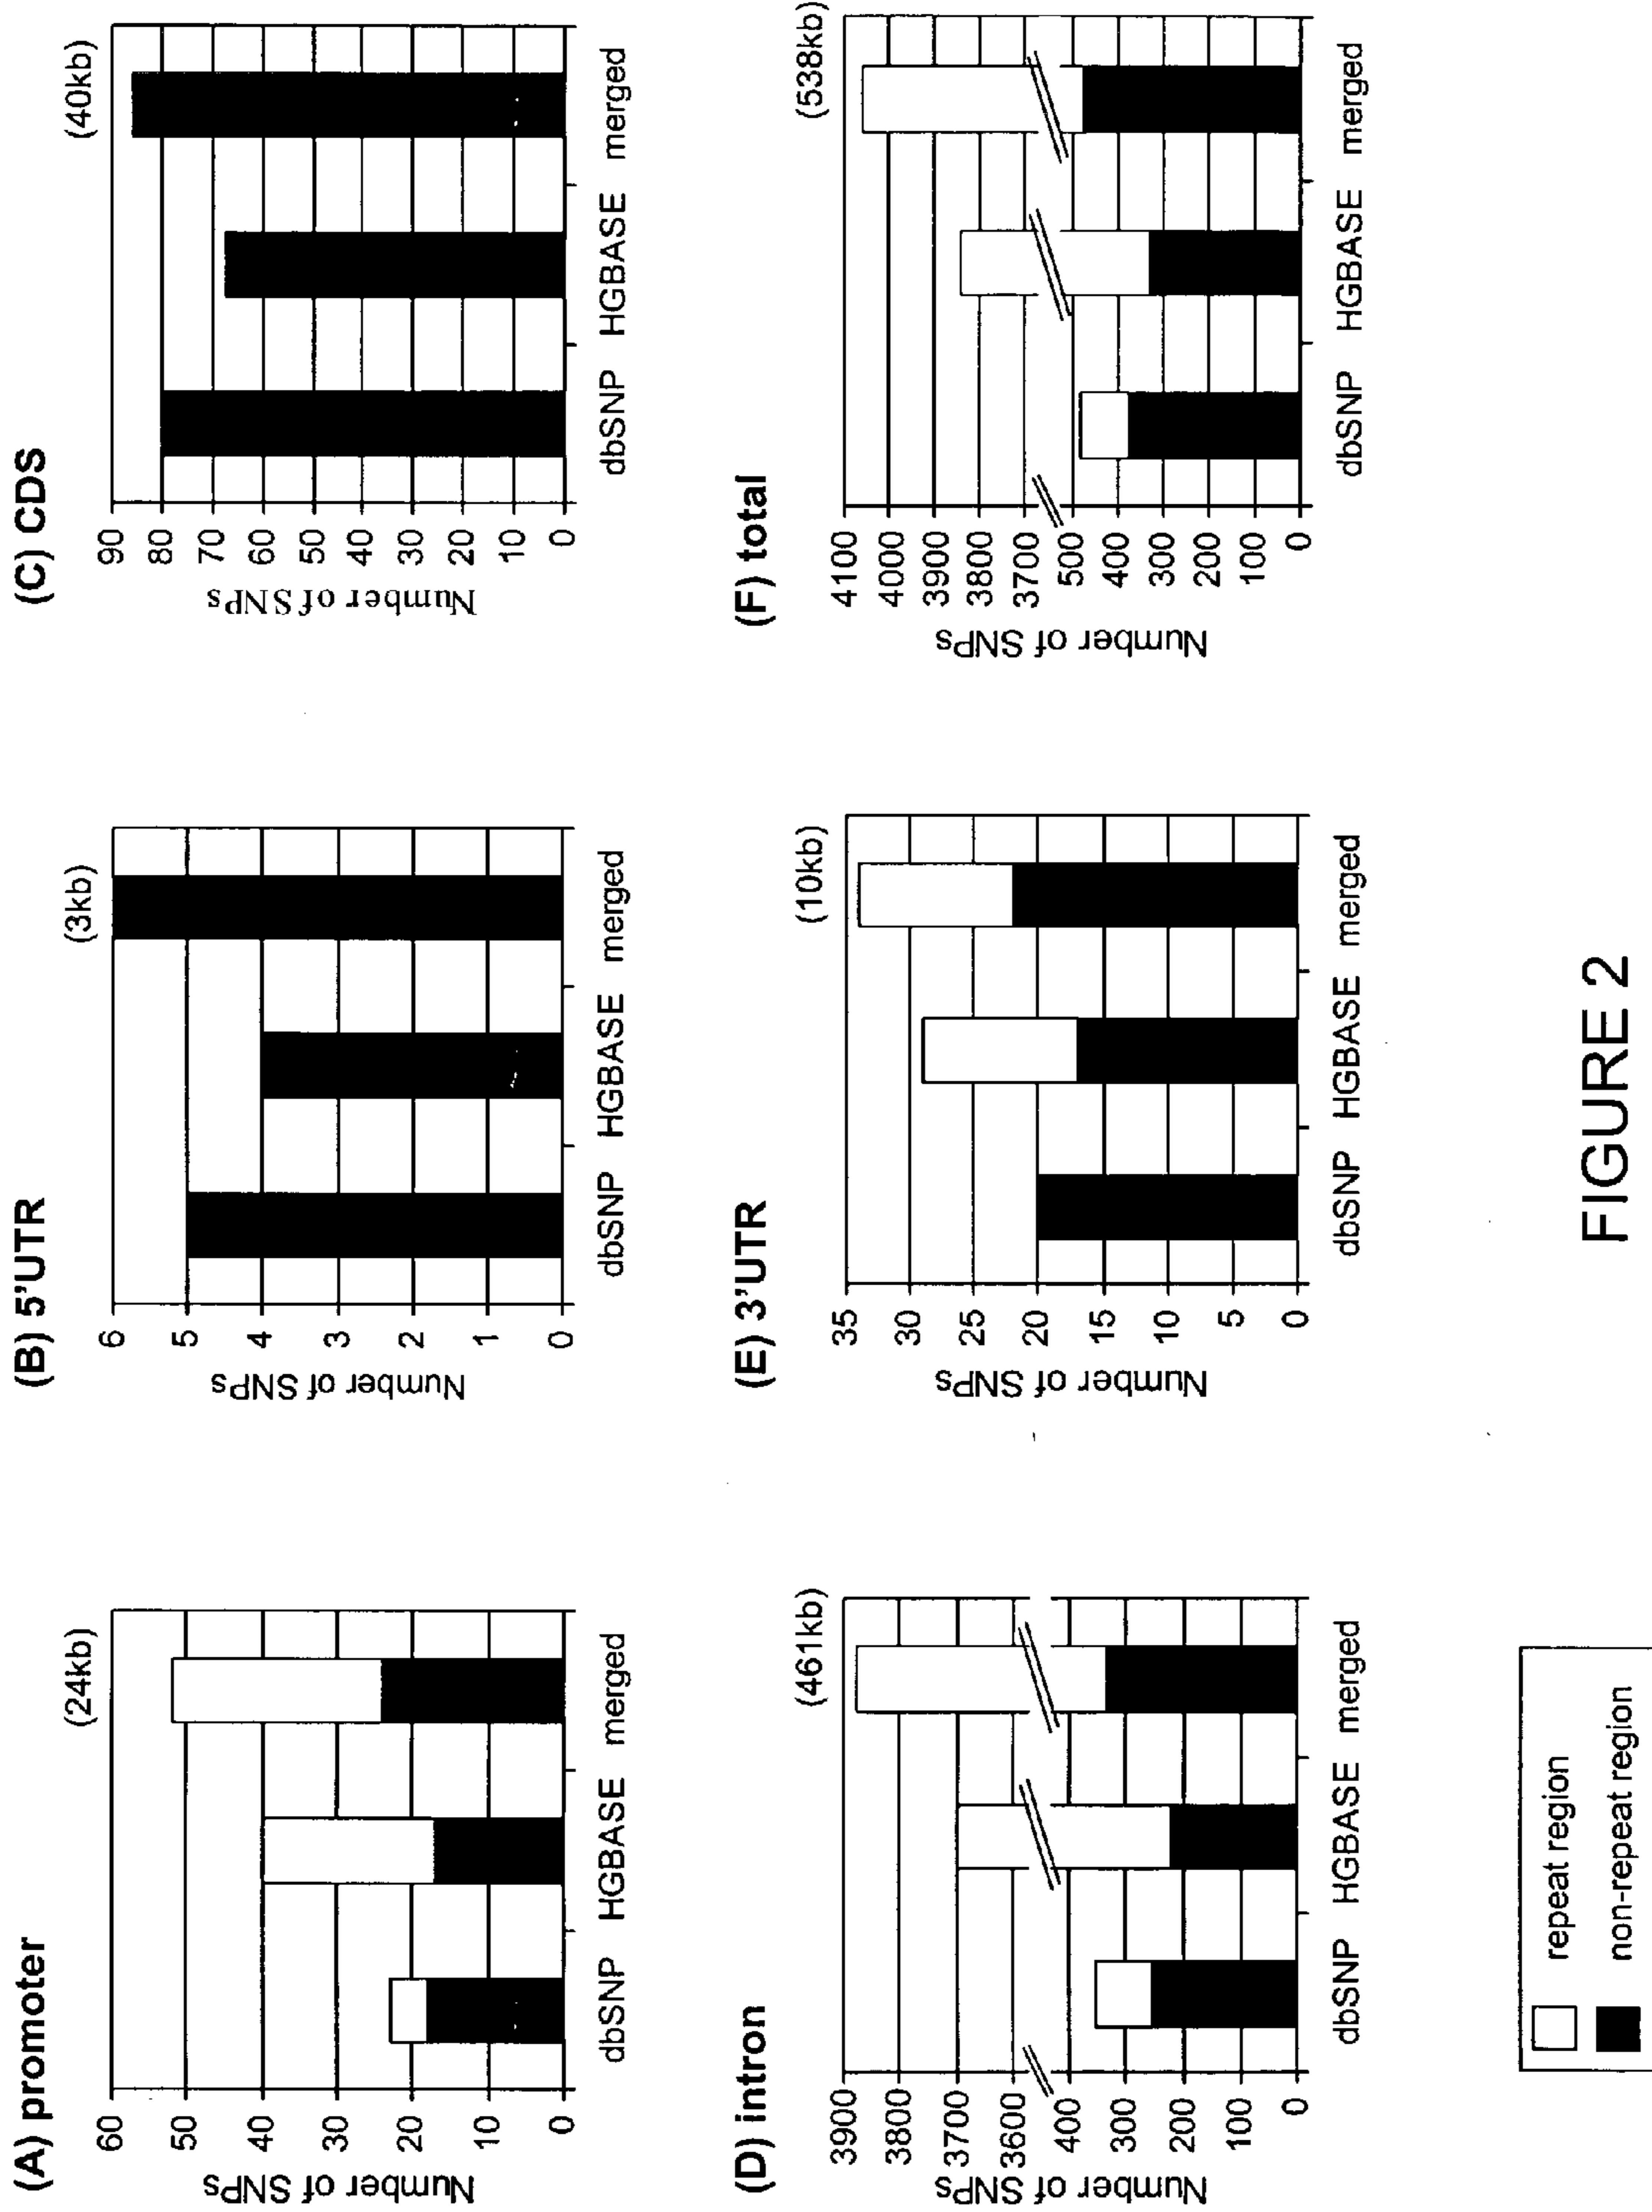 (A) promoter
(24kb)
Number of SNPs
60
50
40
30
20
10
0
dbSNP HGBASE merged
(B) 5'UTR
(3kb)
Number of SNPs
6
5
4
3
2
1
0
dbSNP HGBASE merged
(C) CDS
(40kb)
Number of SNPs
90
80
70
60
50
40
30
20
10
0
dbSNP HGBASE merged
(D) intron
(461kb)
Number of SNPs
3900
3800
3700
3600
400
300
200
100
0
dbSNP HGBASE merged
(E) 3'UTR
(10kb)
Number of SNPs
35
30
25
20
15
10
5
0
dbSNP HGBASE merged
(F) total
(538kb)
Number of SNPs
4100
4000
3900
3800
3700
500
400
300
200
100
0
dbSNP HGBASE merged
repeat region
non-repeat region
FIGURE 2